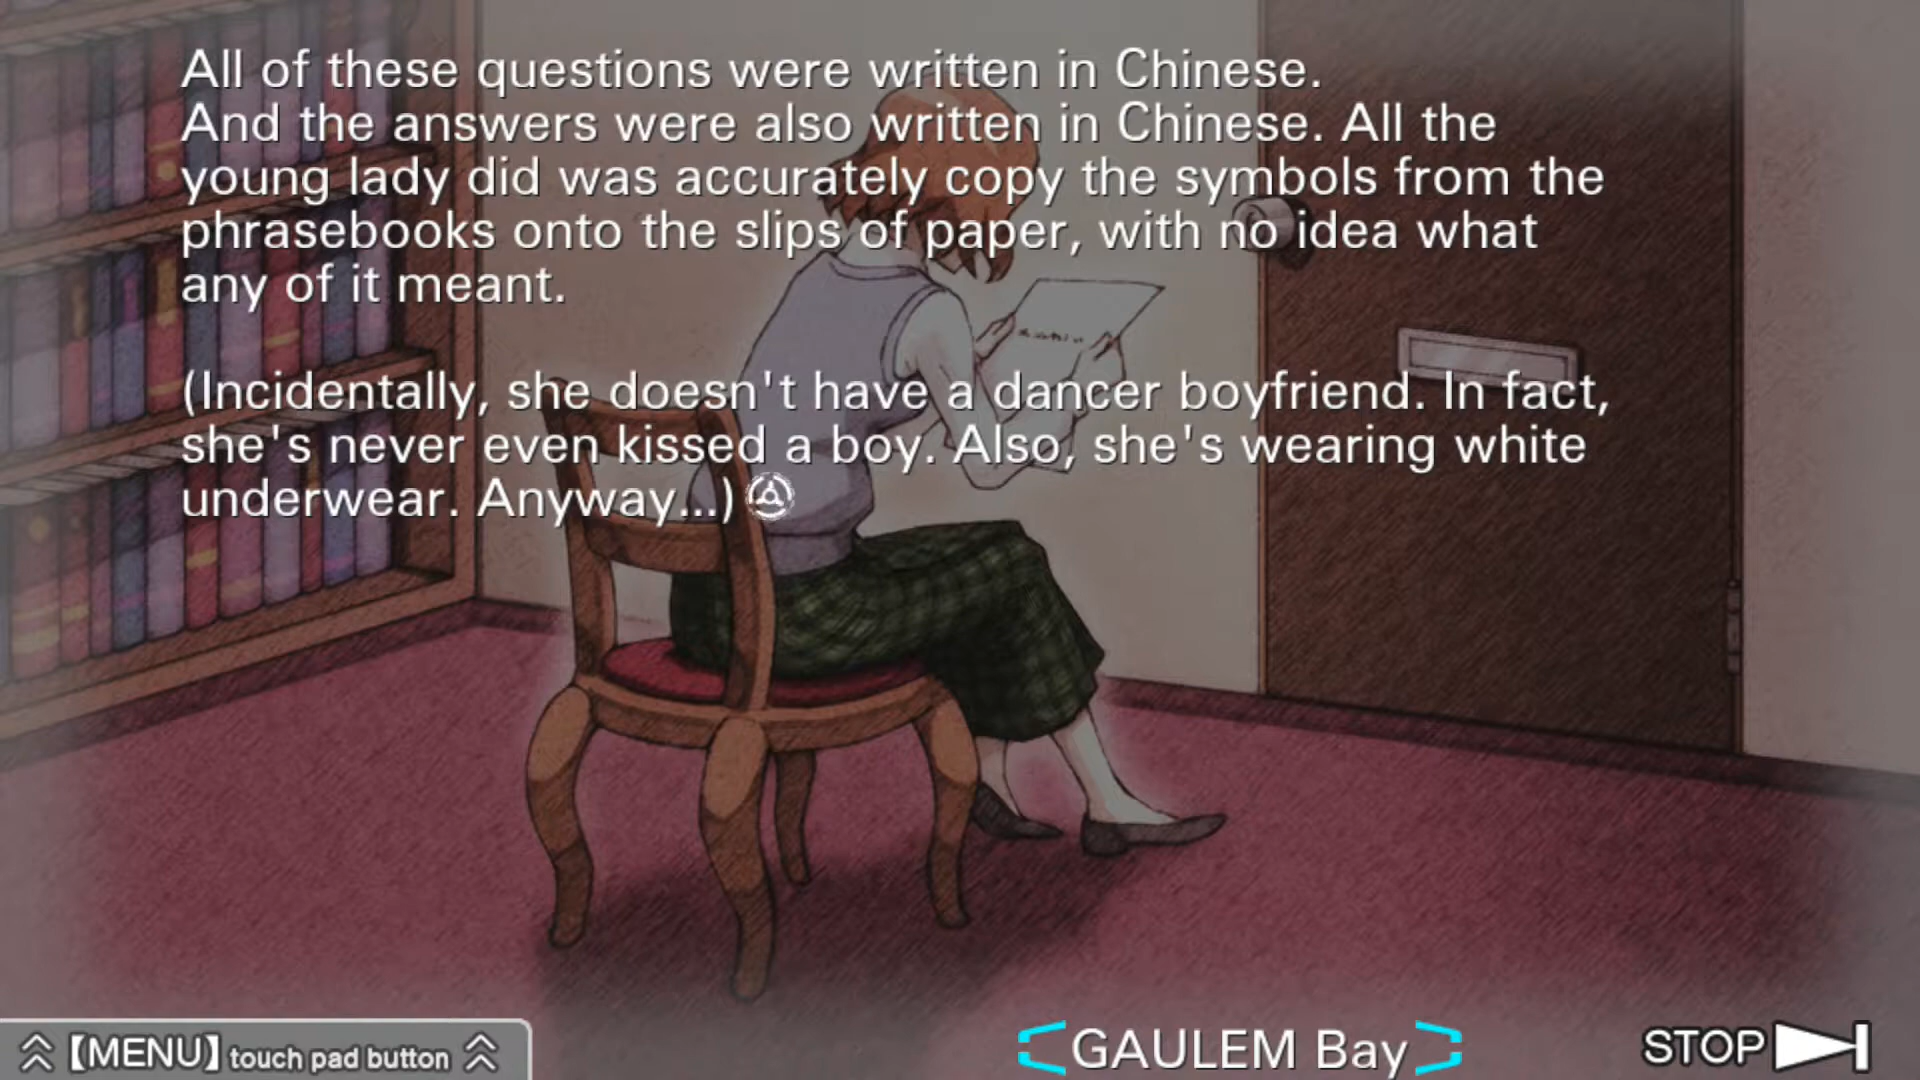 All of these questions were written in Chinese.
And the answers were also written in Chinese. All the
young lady did was accurately copy the symbols from the
phrasebooks onto the slips of paper, with no idea what
any of it meant.
(Incidentally, she doesn't have a dancer boyfriend. In fact,
she's never even kissed a boy. Also, she's wearing white
underwear. Anyway...)
【MENU】 touch pad button
GAULEM Bay
STOP